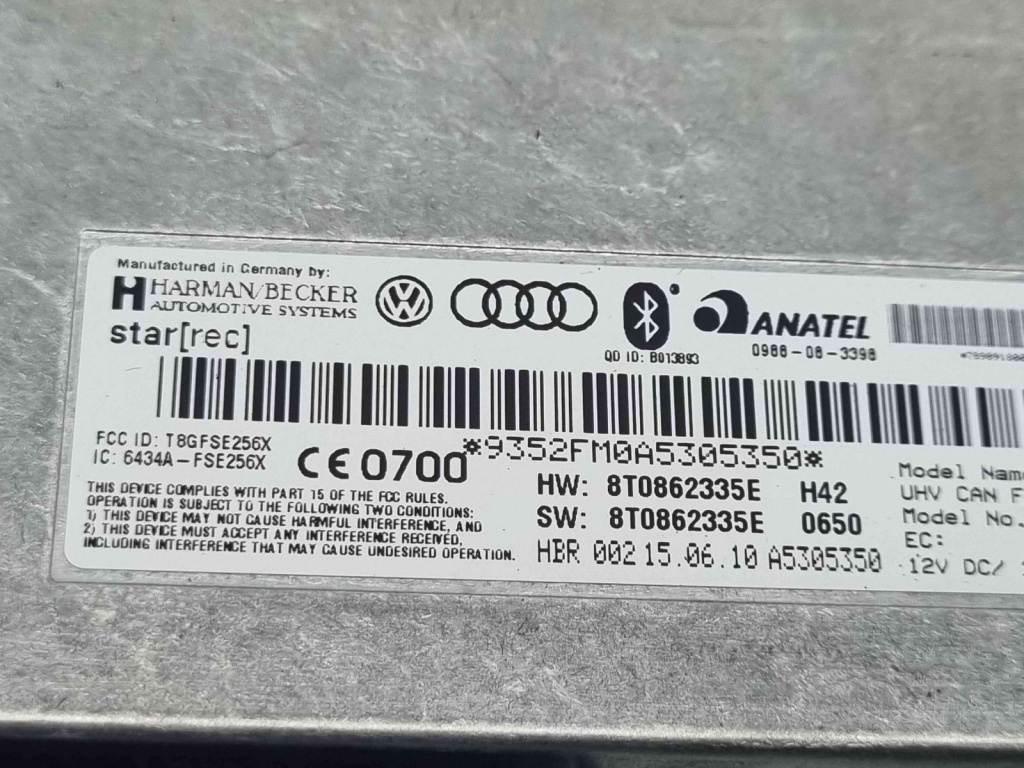 Manufactured in Germany by:
HARMAN/BECKER
AUTOMOTIVE SYSTEMS
star[rec]
QD ID: B013893
ANATEL
0988-08-3398
FCC ID: T8GFSE256X
IC: 6434A-FSE256X
CE 0700
*9352FM0A5305350*
THIS DEVICE COMPLIES WITH PART 15 OF THE FCC RULES.
OPERATION IS SUBJECT TO THE FOLLOWING TWO CONDITIONS:
1) THIS DEVICE MAY NOT CAUSE HARMFUL INTERFERENCE, AND
2) THIS DEVICE MUST ACCEPT ANY INTERFERENCE RECEIVED,
INCLUDING INTERFERENCE THAT MAY CAUSE UNDESIRED OPERATION.
HW: 8T0862335E H42
SW: 8T0862335E 0650
HBR 002 15.06.10 A5305350
Model Name
UHV CAN F
Model No.
EC:
12V DC/